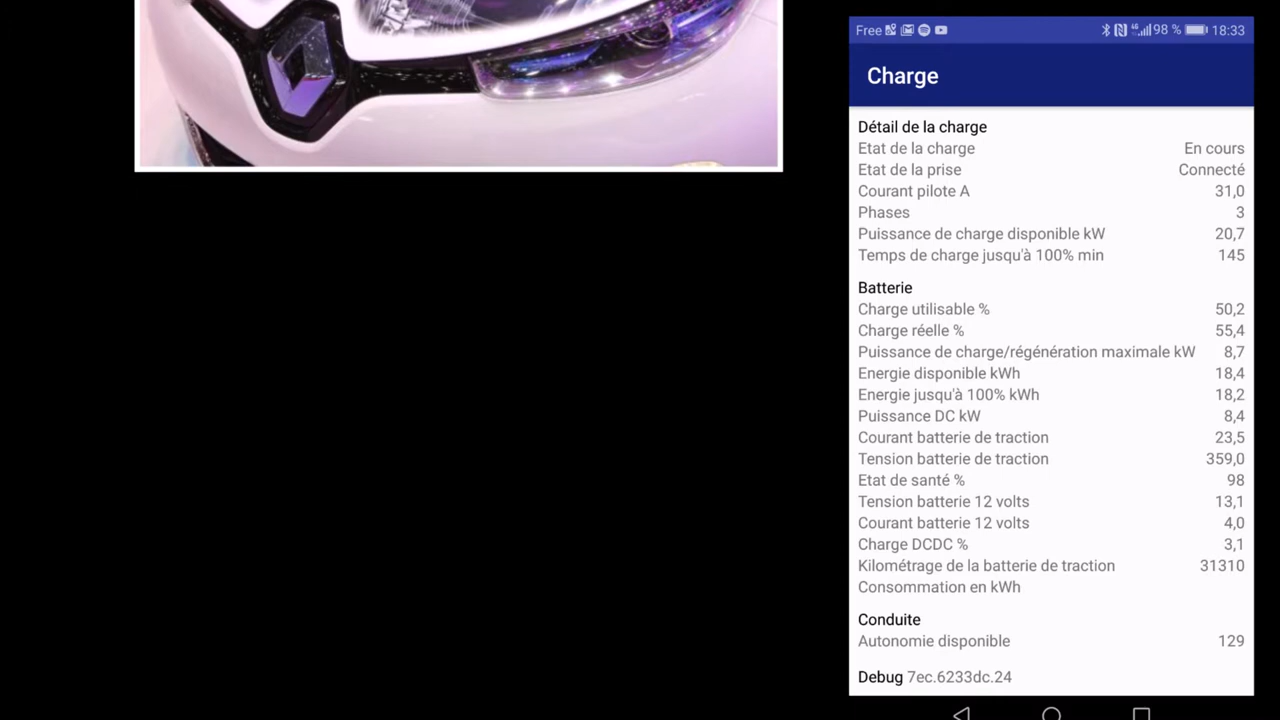 Free 98 % 18:33
Charge
Détail de la charge
Etat de la charge En cours
Etat de la prise Connecté
Courant pilote A 31,0
Phases 3
Puissance de charge disponible kW 20,7
Temps de charge jusqu'à 100% min 145
Batterie
Charge utilisable % 50,2
Charge réelle % 55,4
Puissance de charge/régénération maximale kW 8,7
Energie disponible kWh 18,4
Energie jusqu'à 100% kWh 18,2
Puissance DC kW 8,4
Courant batterie de traction 23,5
Tension batterie de traction 359,0
Etat de santé % 98
Tension batterie 12 volts 13,1
Courant batterie 12 volts 4,0
Charge DCDC % 3,1
Kilométrage de la batterie de traction 31310
Consommation en kWh
Conduite
Autonomie disponible 129
Debug 7ec.6233dc.24